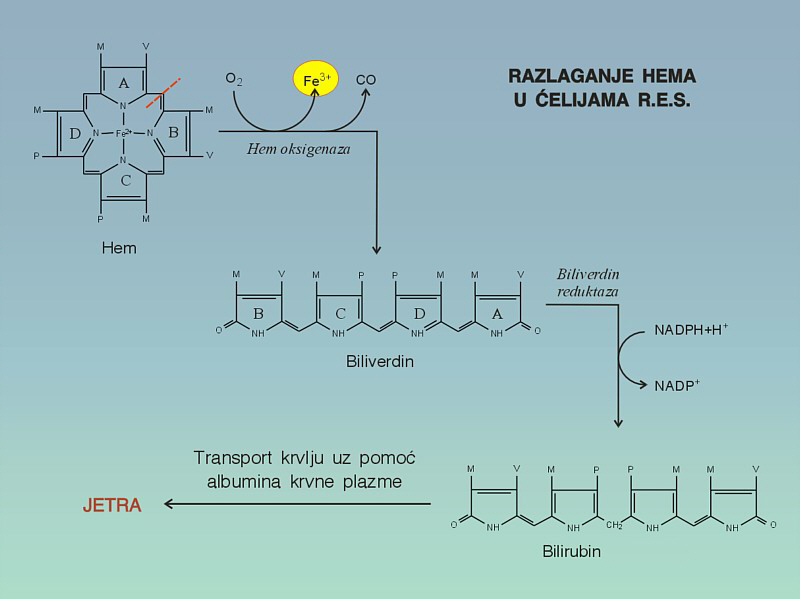 RAZLAGANJE HEMA
U ĆELIJAMA R.E.S.
M V
A
M N M
D N Fe²⁺ N B
P N V
C
P M
Hem
O₂ Fe³⁺ CO
Hem oksigenaza
M V M P P M M V
B C D A
O NH NH NH NH O
Biliverdin
Biliverdin
reduktaza
NADPH+H⁺
NADP⁺
M V M P P M M V
O NH NH CH₂ NH NH O
Bilirubin
Transport krvlju uz pomoć
albumina krvne plazme
JETRA